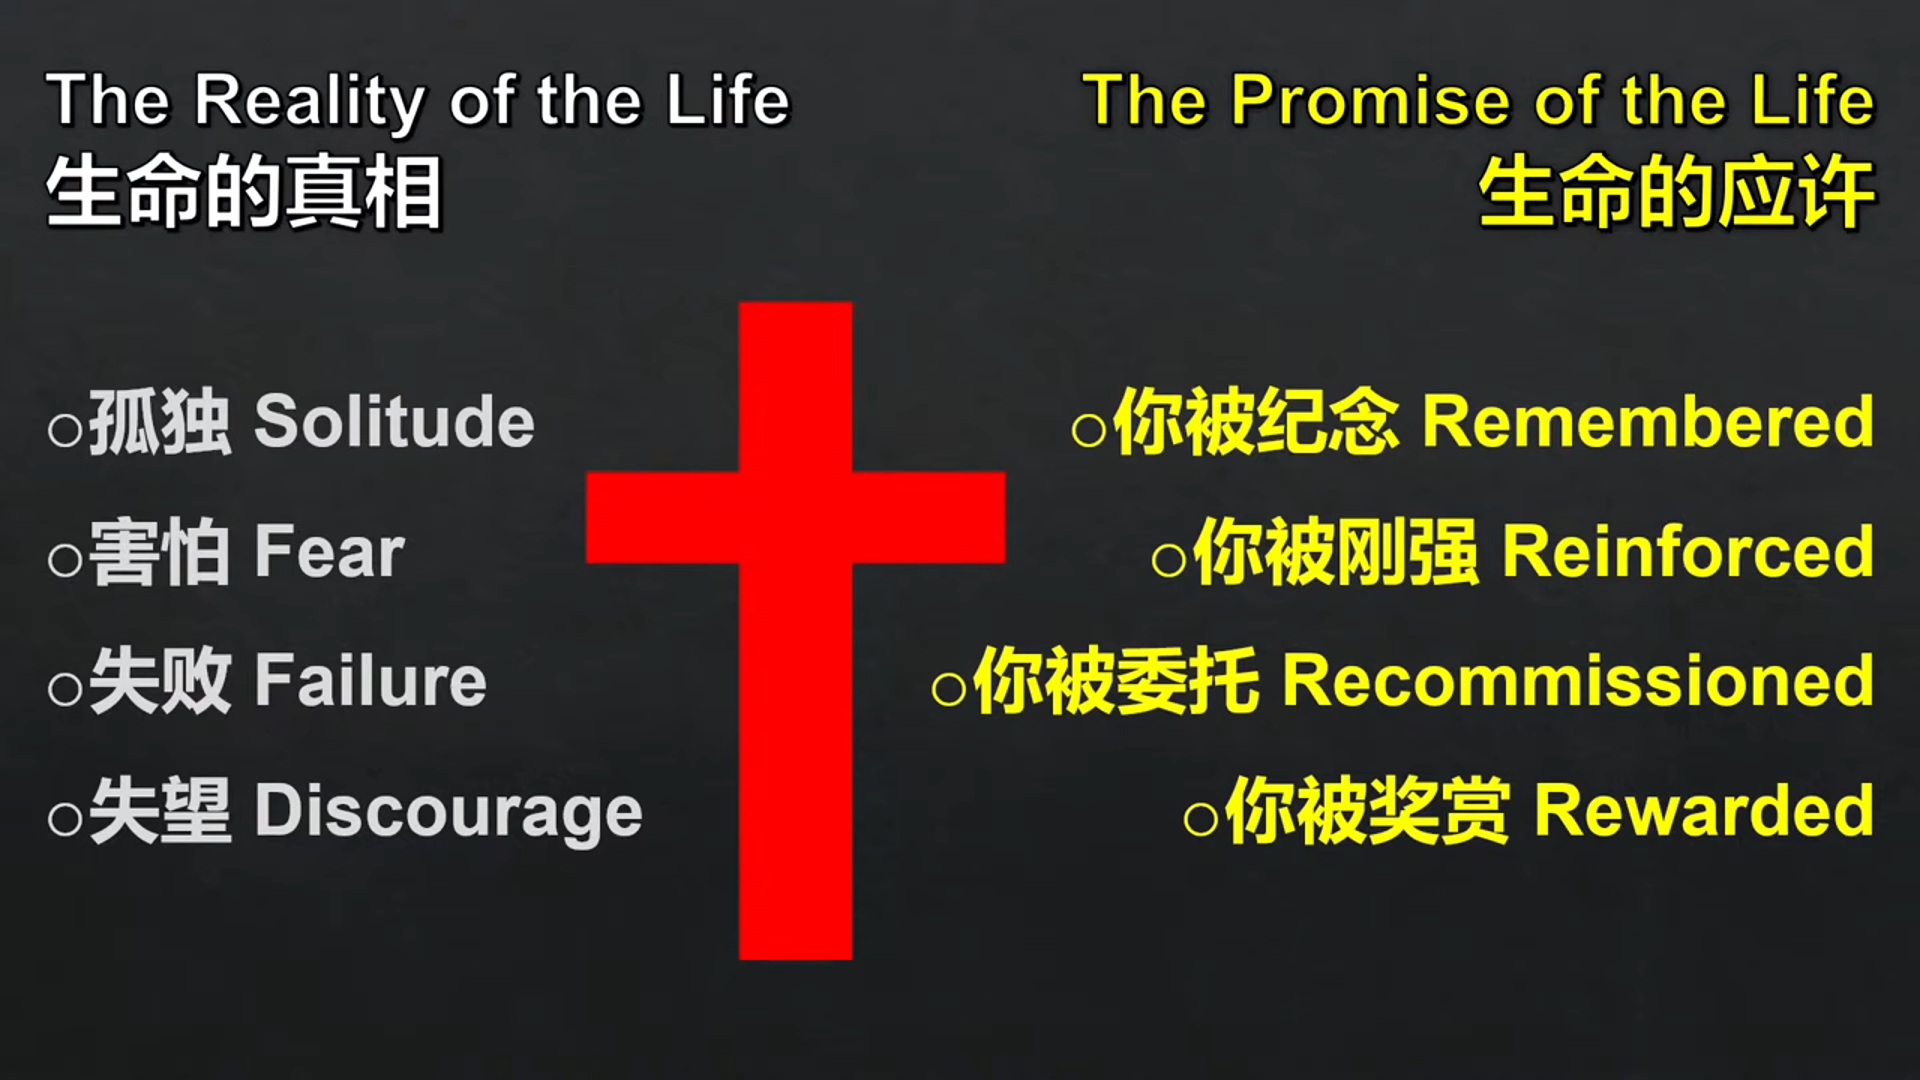 The Reality of the Life
生命的真相
○孤独 Solitude
○害怕 Fear
○失败 Failure
○失望 Discourage
The Promise of the Life
生命的应许
○你被纪念 Remembered
○你被刚强 Reinforced
○你被委托 Recommissioned
○你被奖赏 Rewarded